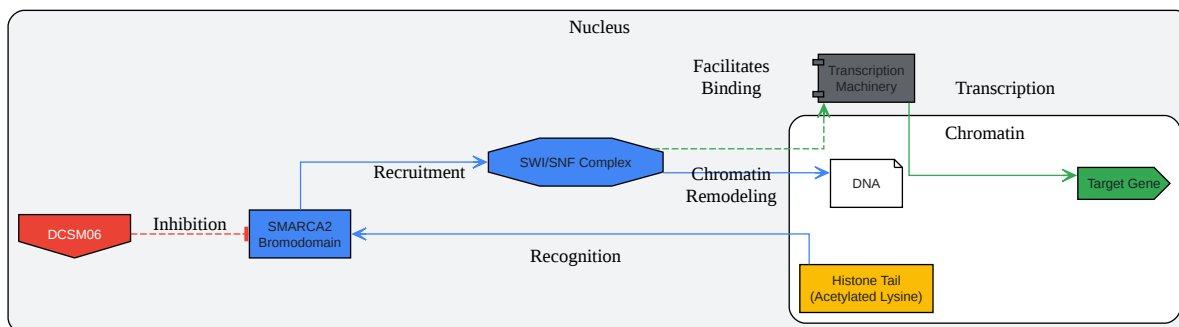 Nucleus
Facilitates
Binding
Transcription
Machinery
Transcription
Chromatin
SWI/SNF Complex
Recruitment
Chromatin
Remodeling
DNA
Target Gene
DCSM06
Inhibition
SMARCA2
Bromodomain
Recognition
Histone Tail
(Acetylated Lysine)